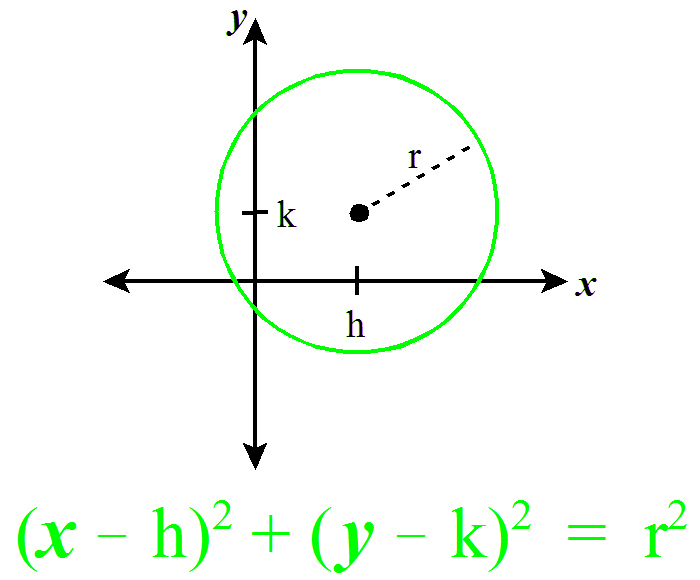 y
r
k
x
h
(x – h)² + (y – k)² = r²